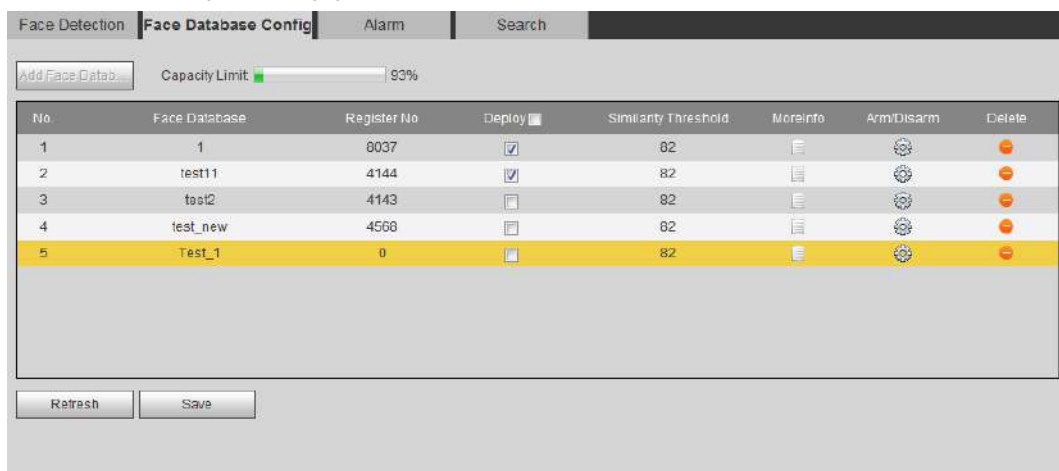 Face Detection Face Database Config Alarm Search
Add Face Datab... Capacity Limit: 93%
No. Face Database Register No Deploy Similarity Threshold MoreInfo Arm/Disarm Delete
1 1 8037 82
2 test11 4144 82
3 test2 4143 82
4 test_new 4568 82
5 Test_1 0 82
Refresh Save